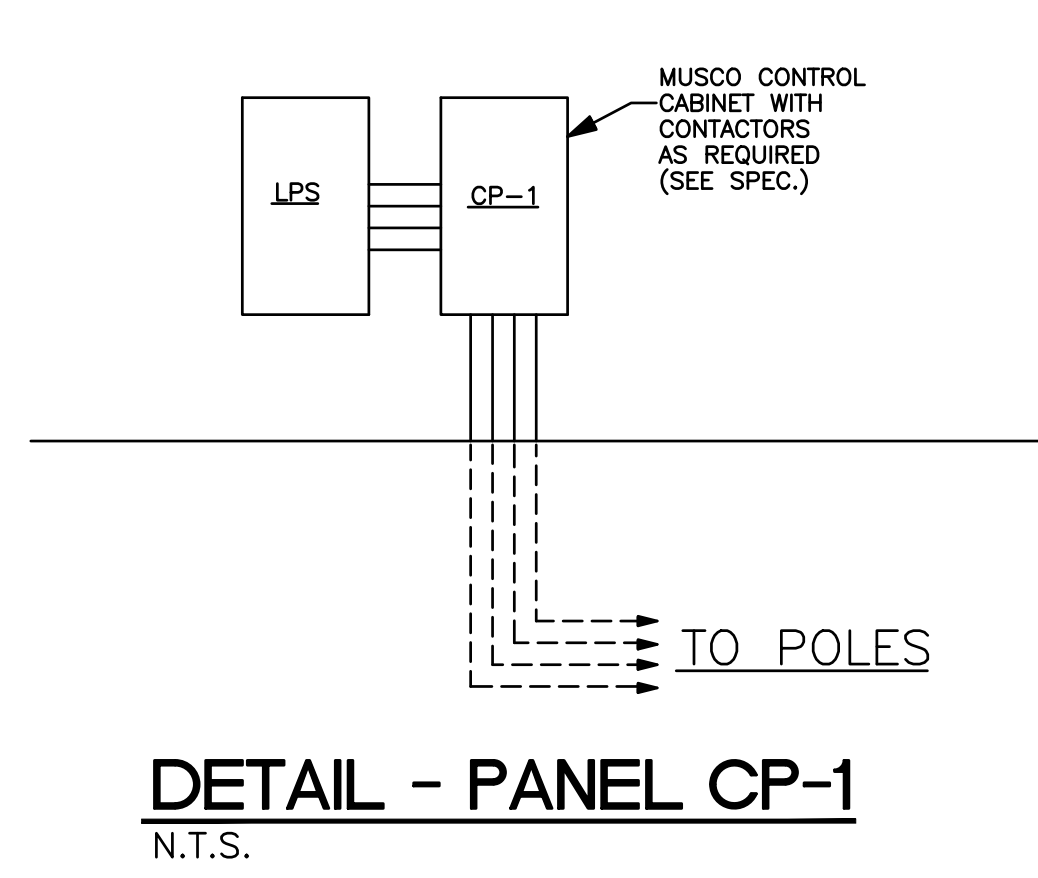 MUSCO CONTROL
CABINET WITH
CONTACTORS
AS REQUIRED
(SEE SPEC.)
LPS
CP-1
TO POLES
DETAIL - PANEL CP-1
N.T.S.